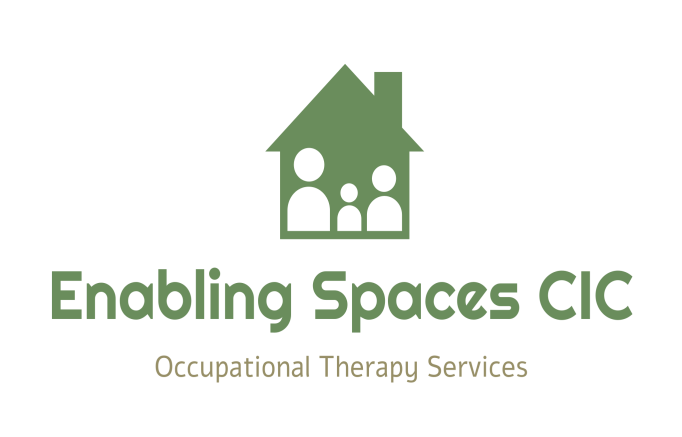 Enabling Spaces CIC
Occupational Therapy Services